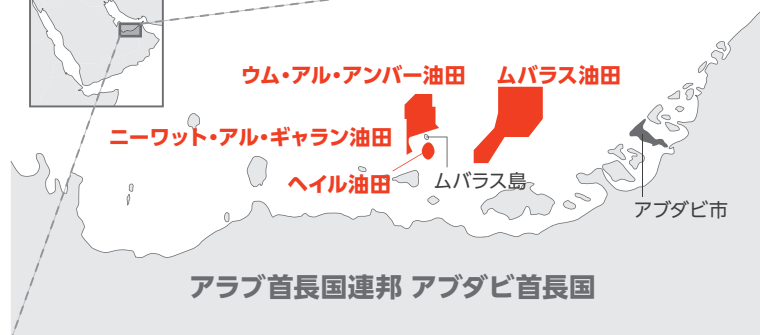 ウム・アル・アンバー油田
ムバラス油田
ニーワット・アル・ギャラン油田
ヘイル油田
ムバラス島
アブダビ市
アラブ首長国連邦 アブダビ首長国